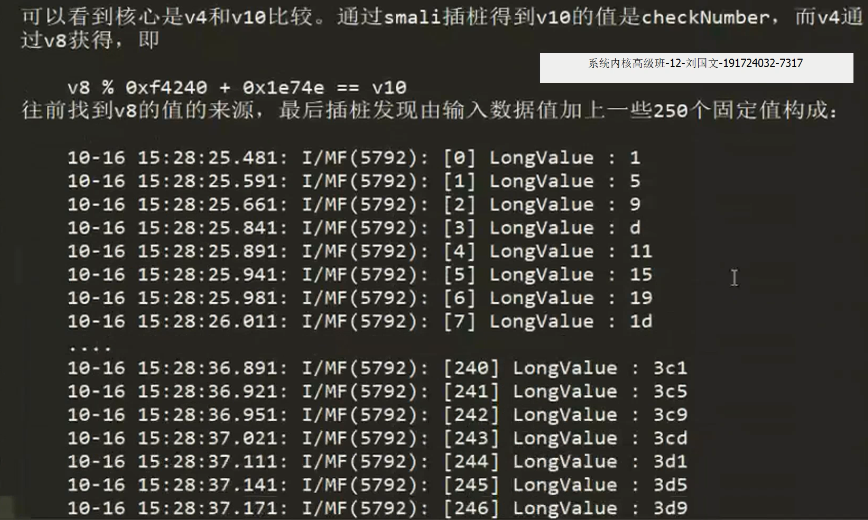 可以看到核心是v4和v10比较。通过smali插桩得到v10的值是checkNumber，而v4通
过v8获得，即
系统内核高级班-12-刘国文-191724032-7317
v8 % 0xf4240 + 0x1e74e == v10
往前找到v8的值的来源，最后插桩发现由输入数据值加上一些250个固定值构成：
10-16 15:28:25.481: I/MF(5792): [0] LongValue : 1
10-16 15:28:25.591: I/MF(5792): [1] LongValue : 5
10-16 15:28:25.661: I/MF(5792): [2] LongValue : 9
10-16 15:28:25.841: I/MF(5792): [3] LongValue : d
10-16 15:28:25.891: I/MF(5792): [4] LongValue : 11
10-16 15:28:25.941: I/MF(5792): [5] LongValue : 15
10-16 15:28:25.981: I/MF(5792): [6] LongValue : 19
10-16 15:28:26.011: I/MF(5792): [7] LongValue : 1d
....
10-16 15:28:36.891: I/MF(5792): [240] LongValue : 3c1
10-16 15:28:36.921: I/MF(5792): [241] LongValue : 3c5
10-16 15:28:36.951: I/MF(5792): [242] LongValue : 3c9
10-16 15:28:37.021: I/MF(5792): [243] LongValue : 3cd
10-16 15:28:37.111: I/MF(5792): [244] LongValue : 3d1
10-16 15:28:37.141: I/MF(5792): [245] LongValue : 3d5
10-16 15:28:37.171: I/MF(5792): [246] LongValue : 3d9